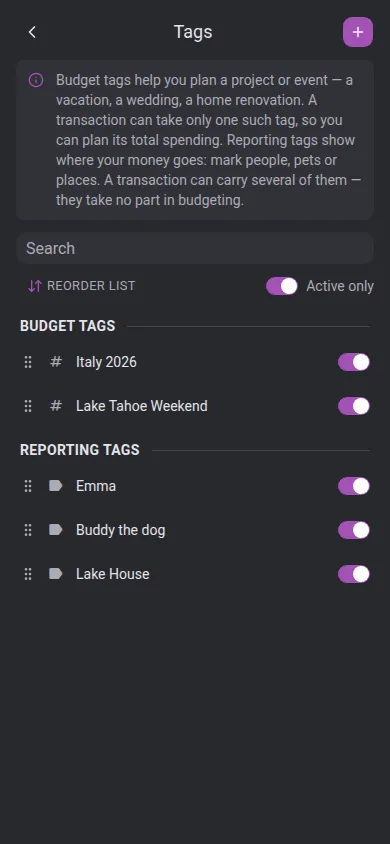 Tags
Budget tags help you plan a project or event — a
vacation, a wedding, a home renovation. A
transaction can take only one such tag, so you
can plan its total spending. Reporting tags show
where your money goes: mark people, pets or
places. A transaction can carry several of them —
they take no part in budgeting.
Search
REORDER LIST
Active only
BUDGET TAGS
# Italy 2026
# Lake Tahoe Weekend
REPORTING TAGS
Emma
Buddy the dog
Lake House